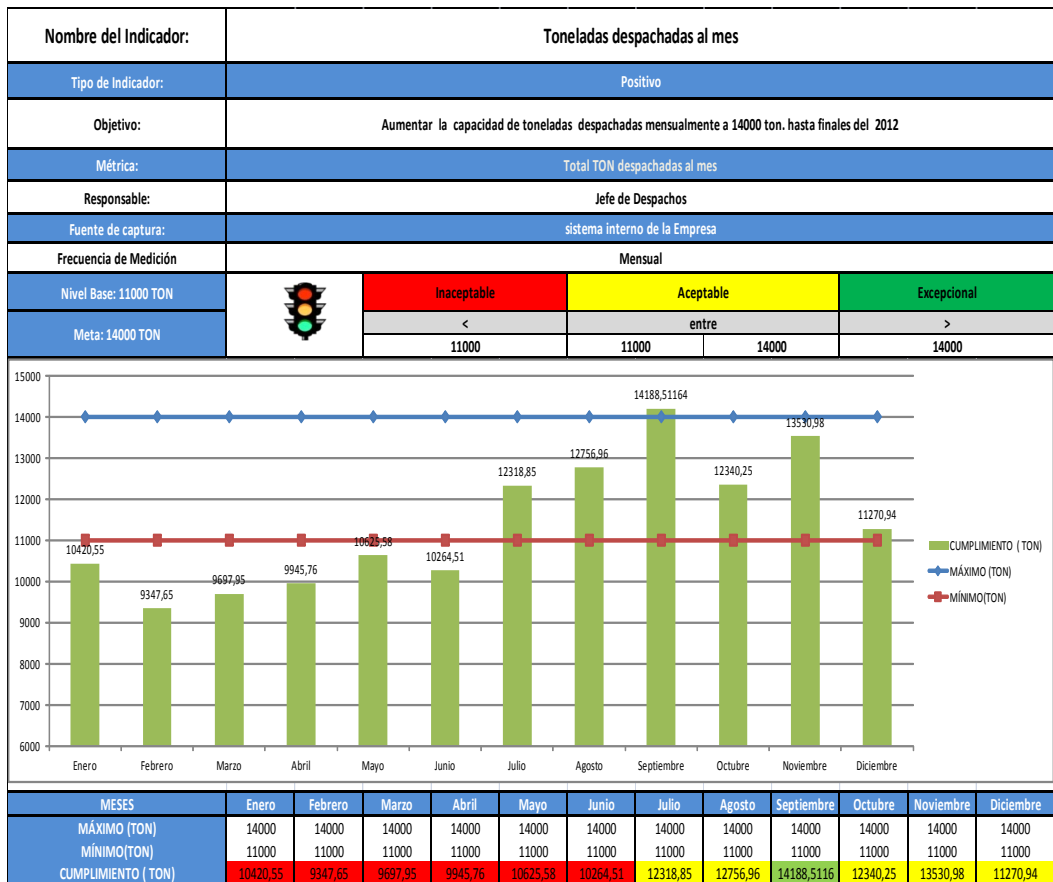 Nombre del Indicador: Toneladas despachadas al mes
Tipo de Indicador: Positivo
Objetivo: Aumentar la capacidad de toneladas despachadas mensualmente a 14000 ton. hasta finales del 2012
Métrica: Total TON despachadas al mes
Responsable: Jefe de Despachos
Fuente de captura: sistema interno de la Empresa
Frecuencia de Medición Mensual
Nivel Base: 11000 TON Inaceptable Aceptable Excepcional
Meta: 14000 TON < entre >
11000 11000 14000 14000
15000
14000
13000
12000
11000
10000
9000
8000
7000
6000
10420,55
9347,65
9697,95
9945,76
10625,58
10264,51
12318,85
12756,96
14188,51164
12340,25
13530,98
11270,94
Enero Febrero Marzo Abril Mayo Junio Julio Agosto Septiembre Octubre Noviembre Diciembre
CUMPLIMIENTO ( TON)
MÁXIMO (TON)
MÍNIMO(TON)
MESES Enero Febrero Marzo Abril Mayo Junio Julio Agosto Septiembre Octubre Noviembre Diciembre
MÁXIMO (TON) 14000 14000 14000 14000 14000 14000 14000 14000 14000 14000 14000 14000
MÍNIMO(TON) 11000 11000 11000 11000 11000 11000 11000 11000 11000 11000 11000 11000
CUMPLIMIENTO ( TON) 10420,55 9347,65 9697,95 9945,76 10625,58 10264,51 12318,85 12756,96 14188,5116 12340,25 13530,98 11270,94